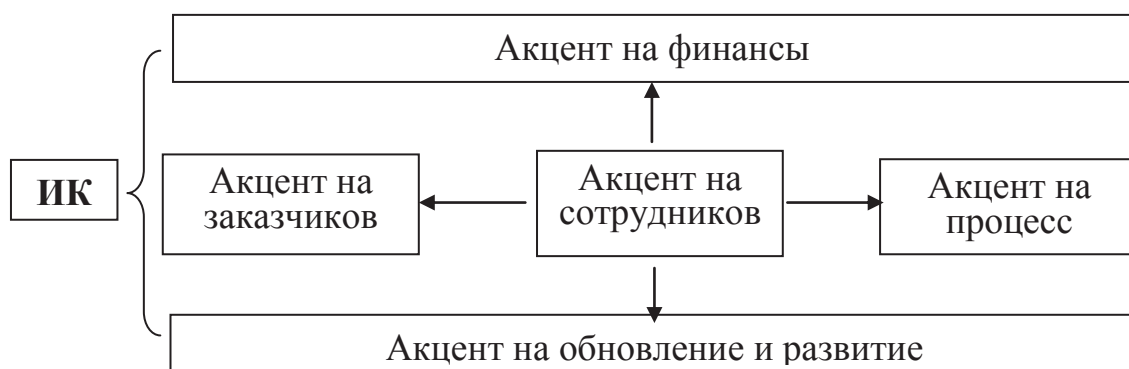 Акцент на финансы
ИК
Акцент на
заказчиков
Акцент на
сотрудников
Акцент на
процесс
Акцент на обновление и развитие